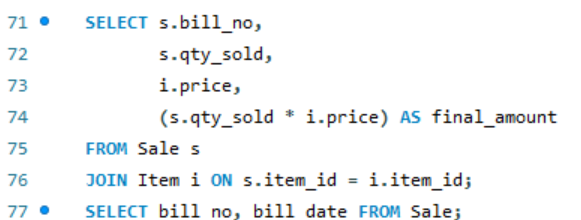 71 SELECT s.bill_no,
72 s.qty_sold,
73 i.price,
74 (s.qty_sold * i.price) AS final_amount
75 FROM Sale s
76 JOIN Item i ON s.item_id = i.item_id;
77 SELECT bill no, bill date FROM Sale;